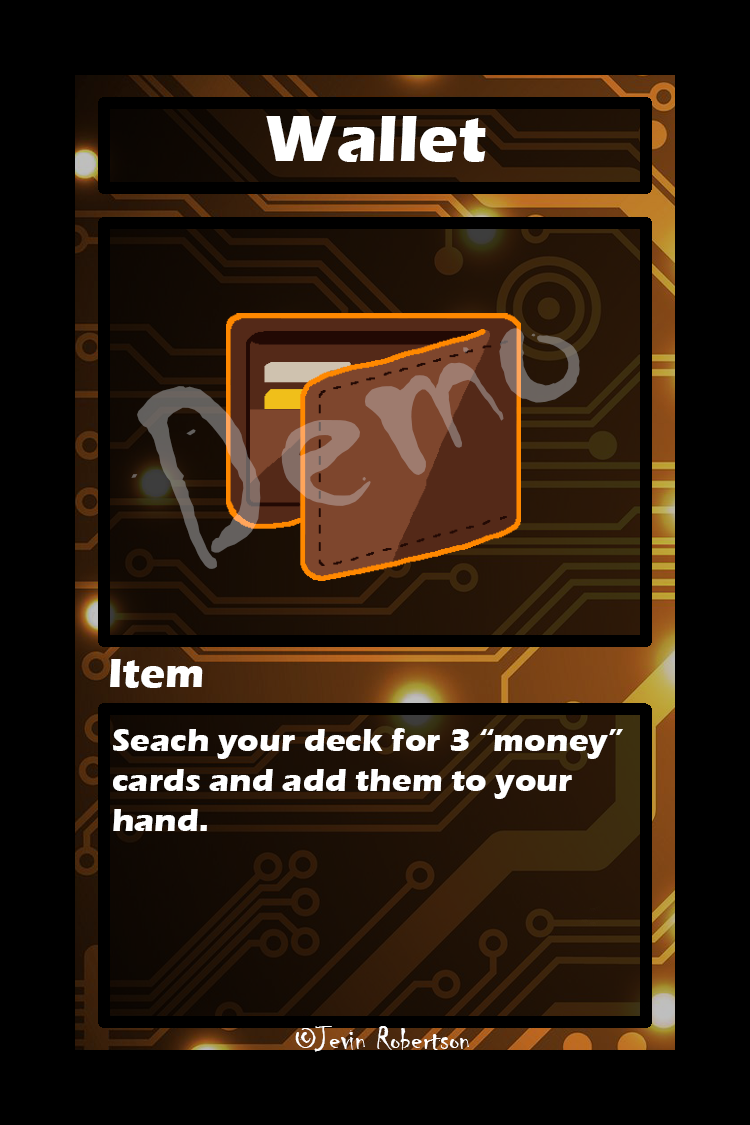 Wallet
Demo
Item
Seach your deck for 3 “money”
cards and add them to your
hand.
©Jevin Robertson